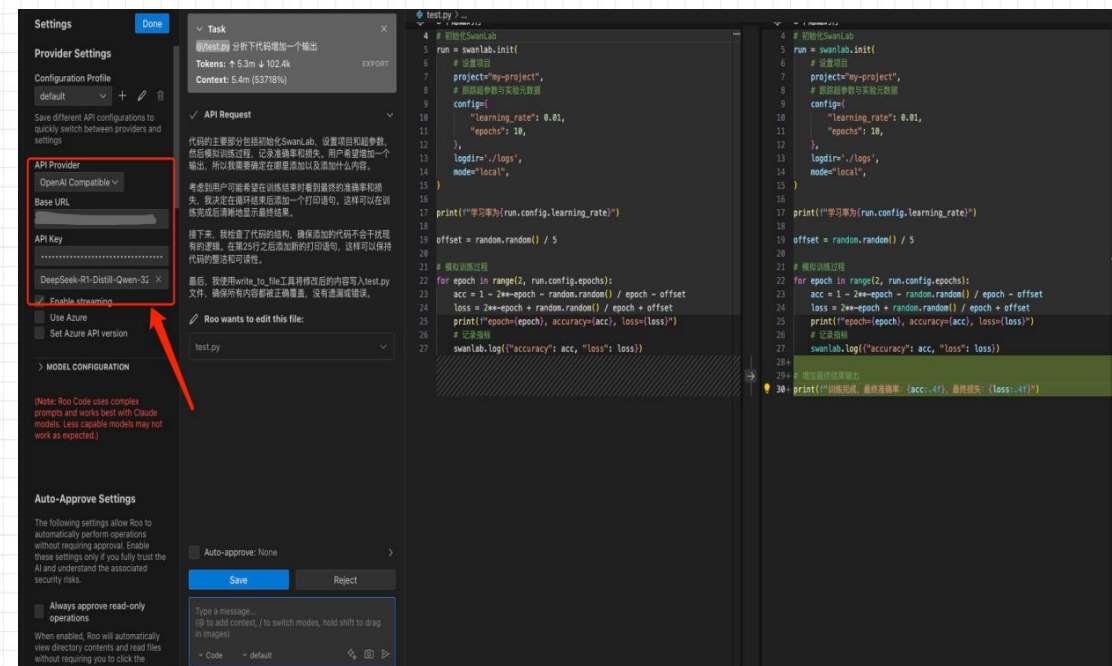 Settings
Done
Provider Settings
Configuration Profile
default
Save different API configurations to
quickly switch between providers and
settings
API Provider
OpenAI Compatible
Base URL
API Key
DeepSeek-R1-Distill-Qwen-32
Enable streaming
Use Azure
Set Azure API version
MODEL CONFIGURATION
(Note: Roo Code uses complex
prompts and works best with Claude
models. Less capable models may not
work as expected.)
Auto-Approve Settings
The following settings allow Roo to
automatically perform operations
without requiring approval. Enable
these settings only if you fully trust the
AI and understand the associated
security risks.
Always approve read-only
operations
When enabled, Roo will automatically
view directory contents and read files
without requiring you to click the
Task
@/test.py 分析下代码增加一个输出
Tokens: ↑ 5.3m ↓ 102.4k
EXPORT
Context: 5.4m (53718%)
API Request
代码的主要部分包括初始化SwanLab，设置项目和超参数，
然后模拟训练过程，记录准确率和损失。用户希望增加一个
输出，所以我需要确定在哪里添加以及添加什么内容。
考虑到用户可能希望在训练结束时看到最终的准确率和损
失，我决定在循环结束后添加一个打印语句。这样可以在训
练完成后清晰地显示最终结果。
接下来，我检查了代码的结构，确保添加的代码不会干扰现
有的逻辑。在第25行之后添加新的打印语句，这样可以保持
代码的整洁和可读性。
最后，我使用write_to_file工具将修改后的内容写入test.py
文件，确保所有内容都被正确覆盖，没有遗漏或错误。
Roo wants to edit this file:
test.py
Auto-approve: None
Save
Reject
Type a message...
(@ to add context, / to switch modes, hold shift to drag
in images)
Code
default
test.py > ...
4 # 初始化SwanLab
5 run = swanlab.init(
6 # 设置项目
7 project="my-project",
8 # 跟踪超参数与实验元数据
9 config={
10 "learning_rate": 0.01,
11 "epochs": 10,
12 },
13 logdir='./logs',
14 mode="local",
15 )
16
17 print(f"学习率为{run.config.learning_rate}")
18
19 offset = random.random() / 5
20
21 # 模拟训练过程
22 for epoch in range(2, run.config.epochs):
23 acc = 1 - 2**-epoch - random.random() / epoch - offset
24 loss = 2**-epoch + random.random() / epoch + offset
25 print(f"epoch={epoch}, accuracy={acc}, loss={loss}")
26 # 记录指标
27 swanlab.log({"accuracy": acc, "loss": loss})
4 # 初始化SwanLab
5 run = swanlab.init(
6 # 设置项目
7 project="my-project",
8 # 跟踪超参数与实验元数据
9 config={
10 "learning_rate": 0.01,
11 "epochs": 10,
12 },
13 logdir='./logs',
14 mode="local",
15 )
16
17 print(f"学习率为{run.config.learning_rate}")
18
19 offset = random.random() / 5
20
21 # 模拟训练过程
22 for epoch in range(2, run.config.epochs):
23 acc = 1 - 2**-epoch - random.random() / epoch - offset
24 loss = 2**-epoch + random.random() / epoch + offset
25 print(f"epoch={epoch}, accuracy={acc}, loss={loss}")
26 # 记录指标
27 swanlab.log({"accuracy": acc, "loss": loss})
28+
29+ # 增加最终结果输出
30+ print(f"训练完成，最终准确率: {acc:.4f}, 最终损失: {loss:.4f}")